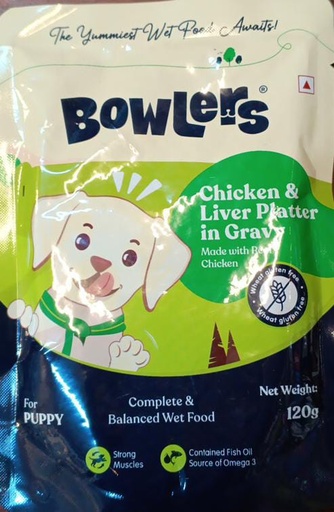 The Yummiest Wet Food Awaits!
BOWLerS®
Chicken &
Liver Platter
in Gravy
Made with Real
Chicken
Wheat gluten free
Wheat gluten free
For
PUPPY
Complete &
Balanced Wet Food
Net Weight:
120g
Strong
Muscles
Contained Fish Oil
Source of Omega 3